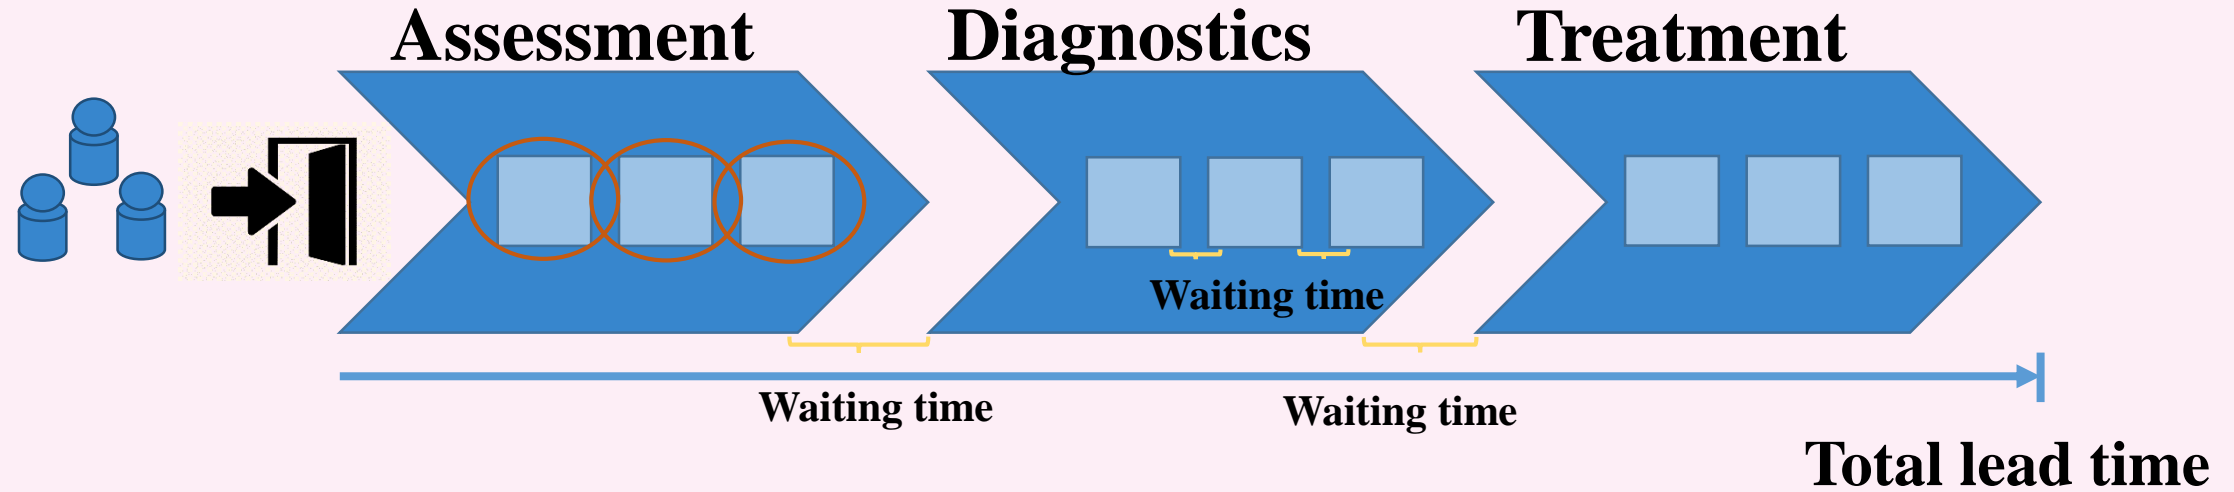 Assessment
Diagnostics
Treatment
Waiting time
Waiting time
Waiting time
Total lead time